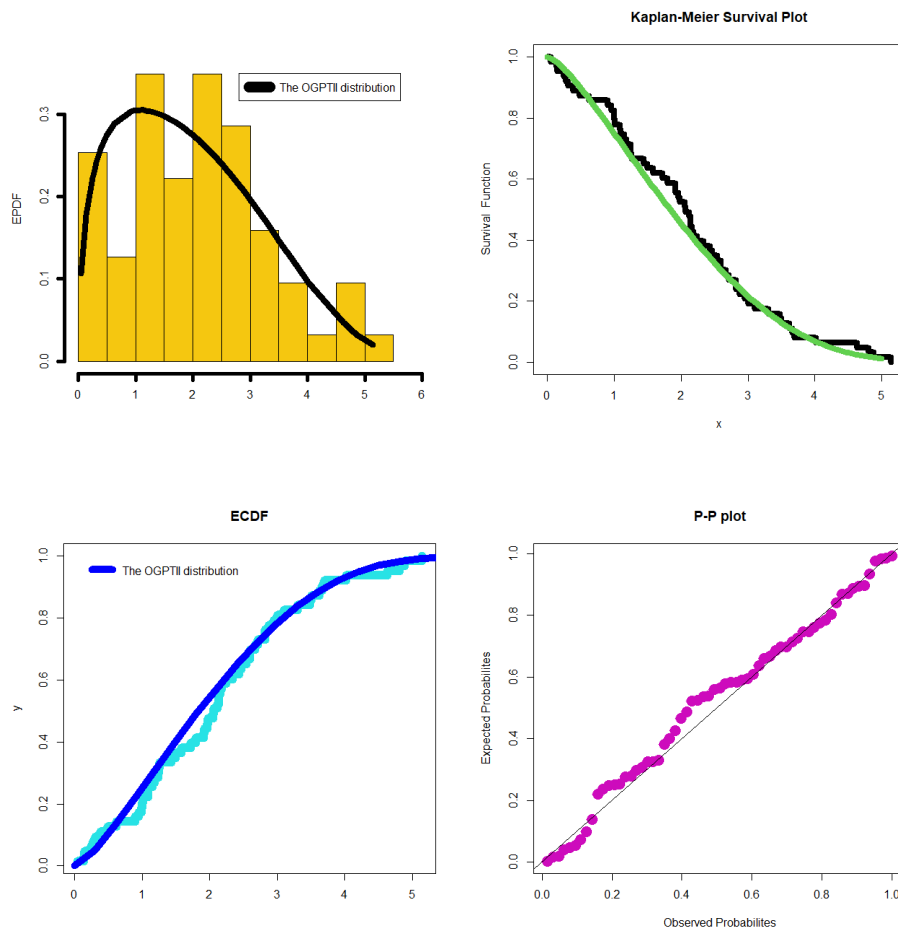 The OGPTII distribution
EPDF
0.0 0.1 0.2 0.3
0 1 2 3 4 5 6
Kaplan-Meier Survival Plot
Survival Function
0.0 0.2 0.4 0.6 0.8 1.0
0 1 2 3 4 5
x
ECDF
The OGPTII distribution
y
0.0 0.2 0.4 0.6 0.8 1.0
0 1 2 3 4 5
P-P plot
Expected Probabilites
0.0 0.2 0.4 0.6 0.8 1.0
0.0 0.2 0.4 0.6 0.8 1.0
Observed Probabilites